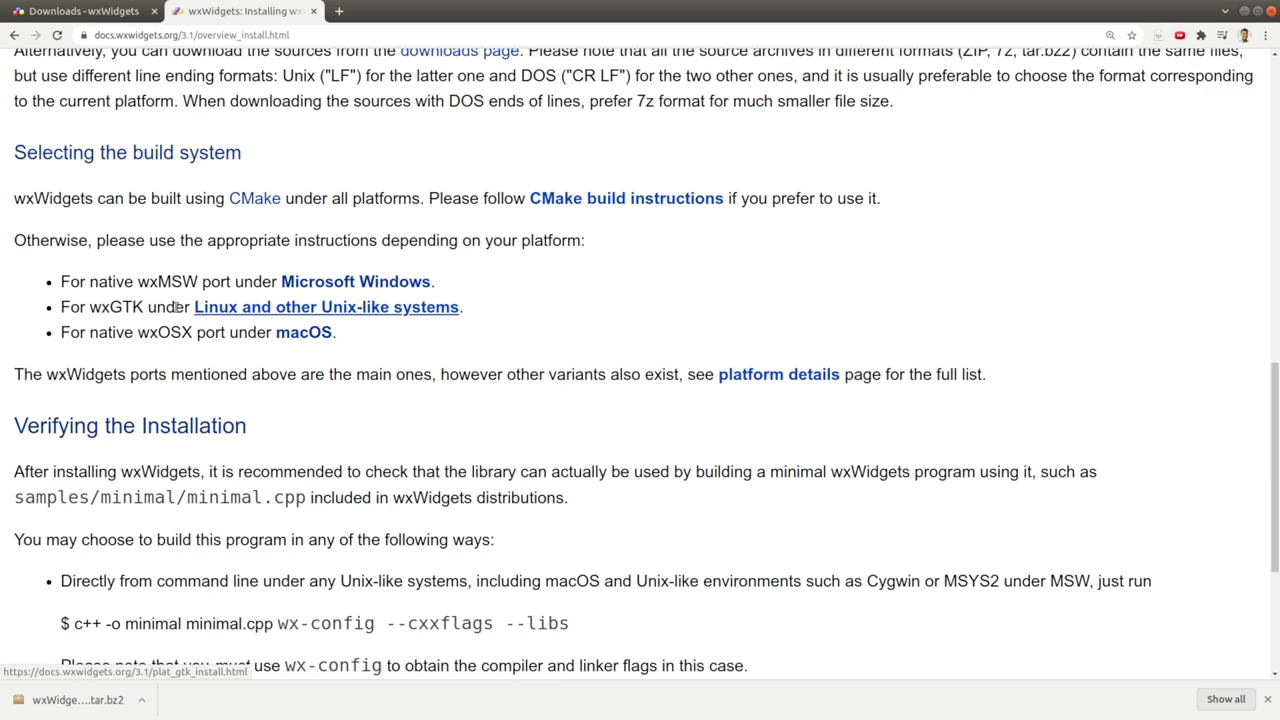 Downloads - wxWidgets
wxWidgets: Installing wx
docs.wxwidgets.org/3.1/overview_install.html
Alternatively, you can download the sources from the downloads page. Please note that all the source archives in different formats (ZIP, 7z, tar.bz2) contain the same files,
but use different line ending formats: Unix ("LF") for the latter one and DOS ("CR LF") for the two other ones, and it is usually preferable to choose the format corresponding
to the current platform. When downloading the sources with DOS ends of lines, prefer 7z format for much smaller file size.
Selecting the build system
wxWidgets can be built using CMake under all platforms. Please follow CMake build instructions if you prefer to use it.
Otherwise, please use the appropriate instructions depending on your platform:
• For native wxMSW port under Microsoft Windows.
• For wxGTK under Linux and other Unix-like systems.
• For native wxOSX port under macOS.
The wxWidgets ports mentioned above are the main ones, however other variants also exist, see platform details page for the full list.
Verifying the Installation
After installing wxWidgets, it is recommended to check that the library can actually be used by building a minimal wxWidgets program using it, such as
samples/minimal/minimal.cpp included in wxWidgets distributions.
You may choose to build this program in any of the following ways:
• Directly from command line under any Unix-like systems, including macOS and Unix-like environments such as Cygwin or MSYS2 under MSW, just run
$ c++ -o minimal minimal.cpp wx-config --cxxflags --libs
Please note that you must use wx-config to obtain the compiler and linker flags in this case.
https://docs.wxwidgets.org/3.1/plat_gtk_install.html
wxWidge....tar.bz2
Show all